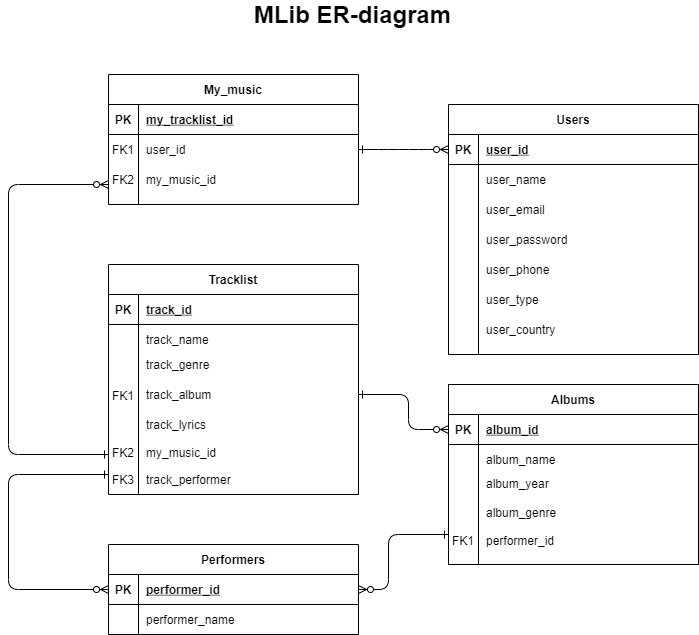 MLib ER-diagram
My_music
PK my_tracklist_id
FK1 user_id
FK2 my_music_id
Users
PK user_id
user_name
user_email
user_password
user_phone
user_type
user_country
Tracklist
PK track_id
track_name
track_genre
FK1 track_album
track_lyrics
FK2 my_music_id
FK3 track_performer
Albums
PK album_id
album_name
album_year
album_genre
FK1 performer_id
Performers
PK performer_id
performer_name